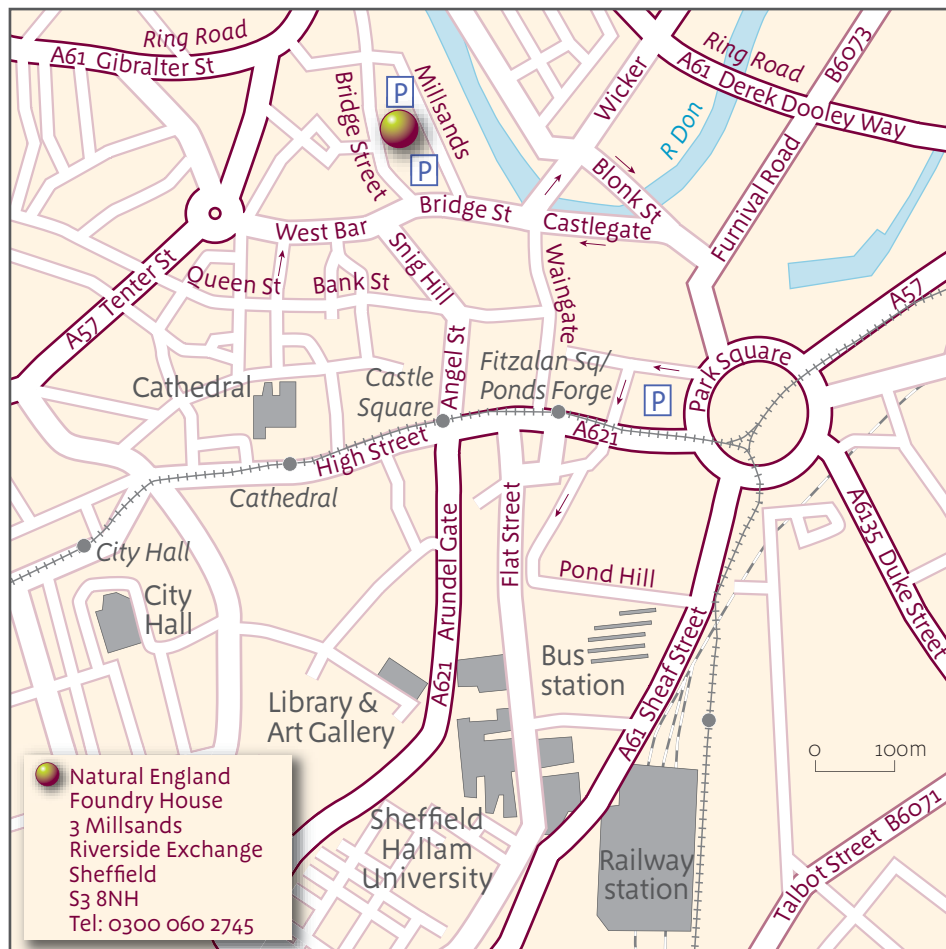 Ring Road
A61 Gibralter St
Bridge Street
P
Millsands
P
Wicker
Ring Road
A61 Derek Dooley Way
B6073
R Don
Furnival Road
Blonk St
Bridge St
Castlegate
West Bar
Snig Hill
Waingate
Queen St
Bank St
A57 Tenter St
A57
Angel St
Park Square
Cathedral
Castle
Square
Fitzalan Sq/
Ponds Forge
P
A621
High Street
Cathedral
City Hall
City
Hall
A621 Arundel Gate
Flat Street
Pond Hill
A6135 Duke Street
Bus
station
A61 Sheaf Street
Library &
Art Gallery
0 100m
Sheffield
Hallam
University
Railway
station
Talbot Street B6071
Natural England
Foundry House
3 Millsands
Riverside Exchange
Sheffield
S3 8NH
Tel: 0300 060 2745